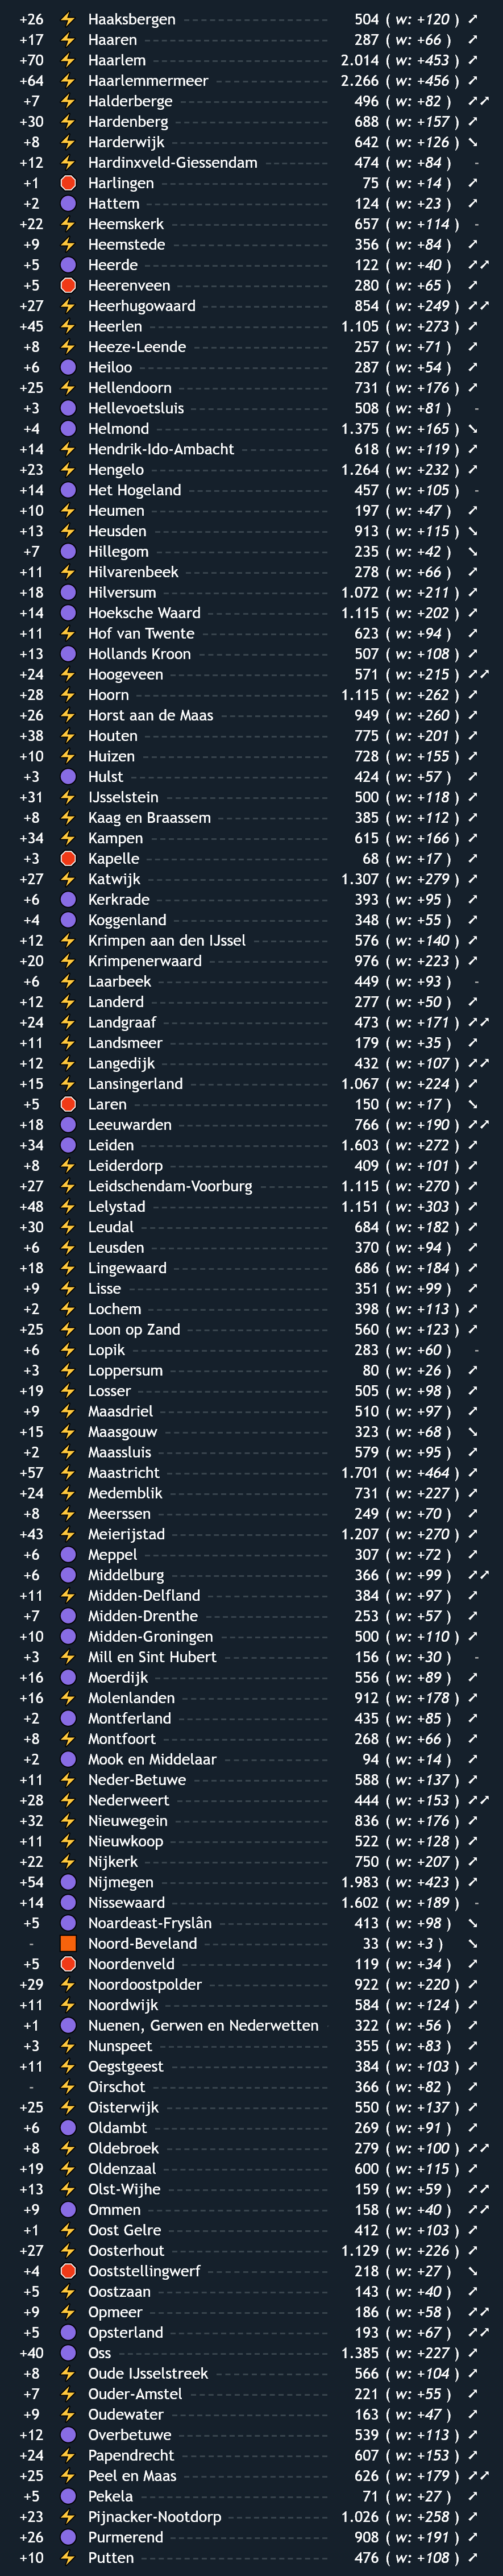 +26 ⚡ Haaksbergen 504 ( w: +120 ) ↗
+17 ⚡ Haaren 287 ( w: +66 ) ↗
+70 ⚡ Haarlem 2.014 ( w: +453 ) ↗
+64 ⚡ Haarlemmermeer 2.266 ( w: +456 ) ↗
+7 ⚡ Halderberge 496 ( w: +82 ) ↗↗
+30 ⚡ Hardenberg 688 ( w: +157 ) ↗
+8 ⚡ Harderwijk 642 ( w: +126 ) ↘
+12 ⚡ Hardinxveld-Giessendam 474 ( w: +84 ) -
+1 Harlingen 75 ( w: +14 ) ↗
+2 Hattem 124 ( w: +23 ) ↗
+22 ⚡ Heemskerk 657 ( w: +114 ) -
+9 ⚡ Heemstede 356 ( w: +84 ) ↗
+5 Heerde 122 ( w: +40 ) ↗↗
+5 Heerenveen 280 ( w: +65 ) ↗
+27 ⚡ Heerhugowaard 854 ( w: +249 ) ↗↗
+45 ⚡ Heerlen 1.105 ( w: +273 ) ↗
+8 ⚡ Heeze-Leende 257 ( w: +71 ) ↗
+6 Heiloo 287 ( w: +54 ) ↗
+25 ⚡ Hellendoorn 731 ( w: +176 ) ↗
+3 Hellevoetsluis 508 ( w: +81 ) -
+4 Helmond 1.375 ( w: +165 ) ↘
+14 ⚡ Hendrik-Ido-Ambacht 618 ( w: +119 ) ↗
+23 ⚡ Hengelo 1.264 ( w: +232 ) ↗
+14 Het Hogeland 457 ( w: +105 ) -
+10 ⚡ Heumen 197 ( w: +47 ) ↗
+13 ⚡ Heusden 913 ( w: +115 ) ↘
+7 Hillegom 235 ( w: +42 ) ↘
+11 ⚡ Hilvarenbeek 278 ( w: +66 ) ↗
+18 Hilversum 1.072 ( w: +211 ) ↗
+14 Hoeksche Waard 1.115 ( w: +202 ) ↗
+11 ⚡ Hof van Twente 623 ( w: +94 ) ↗
+13 Hollands Kroon 507 ( w: +108 ) ↗
+24 ⚡ Hoogeveen 571 ( w: +215 ) ↗↗
+28 ⚡ Hoorn 1.115 ( w: +262 ) ↗
+26 ⚡ Horst aan de Maas 949 ( w: +260 ) ↗
+38 ⚡ Houten 775 ( w: +201 ) ↗
+10 ⚡ Huizen 728 ( w: +155 ) ↗
+3 Hulst 424 ( w: +57 ) ↗
+31 ⚡ IJsselstein 500 ( w: +118 ) ↗
+8 ⚡ Kaag en Braassem 385 ( w: +112 ) ↗
+34 ⚡ Kampen 615 ( w: +166 ) ↗
+3 Kapelle 68 ( w: +17 ) ↗
+27 ⚡ Katwijk 1.307 ( w: +279 ) ↗
+6 Kerkrade 393 ( w: +95 ) ↗
+4 Koggenland 348 ( w: +55 ) ↗
+12 ⚡ Krimpen aan den IJssel 576 ( w: +140 ) ↗
+20 ⚡ Krimpenerwaard 976 ( w: +223 ) ↗
+6 ⚡ Laarbeek 449 ( w: +93 ) -
+12 ⚡ Landerd 277 ( w: +50 ) ↗
+24 ⚡ Landgraaf 473 ( w: +171 ) ↗↗
+11 ⚡ Landsmeer 179 ( w: +35 ) ↗
+12 ⚡ Langedijk 432 ( w: +107 ) ↗↗
+15 ⚡ Lansingerland 1.067 ( w: +224 ) ↗
+5 Laren 150 ( w: +17 ) ↘
+18 Leeuwarden 766 ( w: +190 ) ↗↗
+34 Leiden 1.603 ( w: +272 ) ↗
+8 ⚡ Leiderdorp 409 ( w: +101 ) ↗
+27 ⚡ Leidschendam-Voorburg 1.115 ( w: +270 ) ↗
+48 ⚡ Lelystad 1.151 ( w: +303 ) ↗
+30 ⚡ Leudal 684 ( w: +182 ) ↗
+6 ⚡ Leusden 370 ( w: +94 ) ↗
+18 ⚡ Lingewaard 686 ( w: +184 ) ↗
+9 ⚡ Lisse 351 ( w: +99 ) ↗
+2 ⚡ Lochem 398 ( w: +113 ) ↗
+25 ⚡ Loon op Zand 560 ( w: +123 ) ↗
+6 ⚡ Lopik 283 ( w: +60 ) -
+3 ⚡ Loppersum 80 ( w: +26 ) ↗
+19 ⚡ Losser 505 ( w: +98 ) ↗
+9 ⚡ Maasdriel 510 ( w: +97 ) ↗
+15 ⚡ Maasgouw 323 ( w: +68 ) ↘
+2 ⚡ Maassluis 579 ( w: +95 ) ↗
+57 ⚡ Maastricht 1.701 ( w: +464 ) ↗
+24 ⚡ Medemblik 731 ( w: +227 ) ↗
+8 ⚡ Meerssen 249 ( w: +70 ) ↗
+43 ⚡ Meierijstad 1.207 ( w: +270 ) ↗
+6 Meppel 307 ( w: +72 ) ↗
+6 Middelburg 366 ( w: +99 ) ↗↗
+11 ⚡ Midden-Delfland 384 ( w: +97 ) ↗
+7 Midden-Drenthe 253 ( w: +57 ) ↗
+10 Midden-Groningen 500 ( w: +110 ) ↗
+3 ⚡ Mill en Sint Hubert 156 ( w: +30 ) -
+16 Moerdijk 556 ( w: +89 ) ↗
+16 ⚡ Molenlanden 912 ( w: +178 ) ↗
+2 Montferland 435 ( w: +85 ) ↗
+8 ⚡ Montfoort 268 ( w: +66 ) ↗
+2 Mook en Middelaar 94 ( w: +14 ) ↗
+11 ⚡ Neder-Betuwe 588 ( w: +137 ) ↗
+28 ⚡ Nederweert 444 ( w: +153 ) ↗↗
+32 ⚡ Nieuwegein 836 ( w: +176 ) ↗
+11 ⚡ Nieuwkoop 522 ( w: +128 ) ↗
+22 ⚡ Nijkerk 750 ( w: +207 ) ↗
+54 Nijmegen 1.983 ( w: +423 ) ↗
+14 Nissewaard 1.602 ( w: +189 ) -
+5 Noardeast-Fryslân 413 ( w: +98 ) ↘
- Noord-Beveland 33 ( w: +3 ) ↘
+5 Noordenveld 119 ( w: +34 ) ↗
+29 ⚡ Noordoostpolder 922 ( w: +220 ) ↗
+11 ⚡ Noordwijk 584 ( w: +124 ) ↗
+1 Nuenen, Gerwen en Nederwetten 322 ( w: +56 ) ↗
+3 ⚡ Nunspeet 355 ( w: +83 ) ↗
+11 ⚡ Oegstgeest 384 ( w: +103 ) ↗
- ⚡ Oirschot 366 ( w: +82 ) ↗
+25 ⚡ Oisterwijk 550 ( w: +137 ) ↗
+6 Oldambt 269 ( w: +91 ) ↗
+8 ⚡ Oldebroek 279 ( w: +100 ) ↗↗
+19 ⚡ Oldenzaal 600 ( w: +115 ) ↗
+13 ⚡ Olst-Wijhe 159 ( w: +59 ) ↗↗
+9 Ommen 158 ( w: +40 ) ↗↗
+1 ⚡ Oost Gelre 412 ( w: +103 ) ↗
+27 ⚡ Oosterhout 1.129 ( w: +226 ) ↗
+4 Ooststellingwerf 218 ( w: +27 ) ↘
+5 ⚡ Oostzaan 143 ( w: +40 ) ↗
+9 ⚡ Opmeer 186 ( w: +58 ) ↗↗
+5 Opsterland 193 ( w: +67 ) ↗↗
+40 Oss 1.385 ( w: +227 ) ↗
+8 ⚡ Oude IJsselstreek 566 ( w: +104 ) ↗
+7 ⚡ Ouder-Amstel 221 ( w: +55 ) ↗
+9 ⚡ Oudewater 163 ( w: +47 ) ↗
+12 Overbetuwe 539 ( w: +113 ) ↗
+24 ⚡ Papendrecht 607 ( w: +153 ) ↗
+25 ⚡ Peel en Maas 626 ( w: +179 ) ↗↗
+5 Pekela 71 ( w: +27 ) ↗
+23 ⚡ Pijnacker-Nootdorp 1.026 ( w: +258 ) ↗
+26 Purmerend 908 ( w: +191 ) ↗
+10 ⚡ Putten 476 ( w: +108 ) ↗